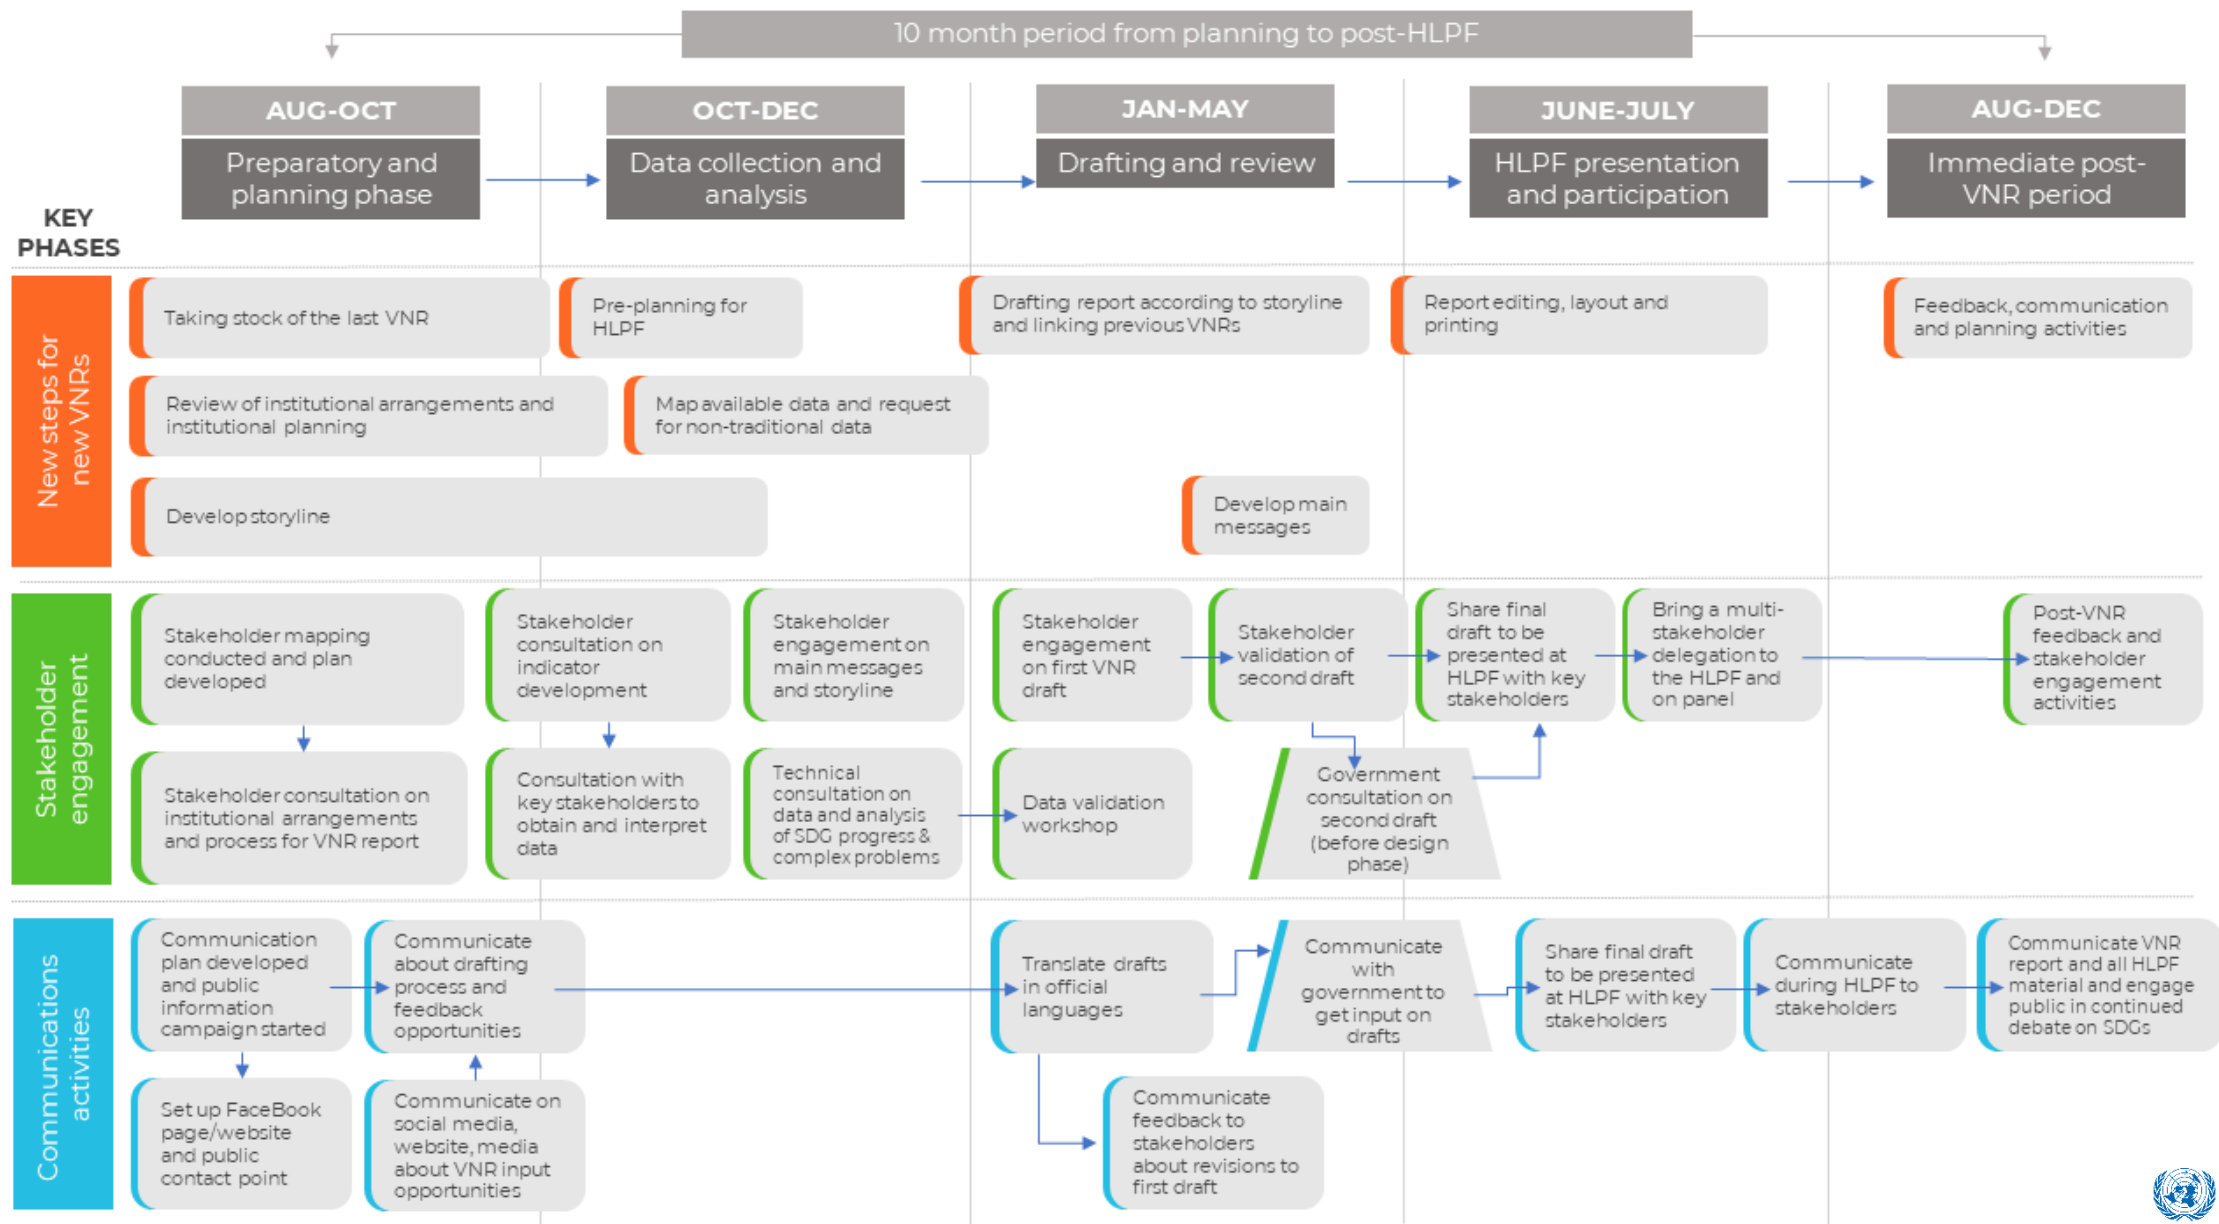 10 month period from planning to post-HLPF
AUG-OCT
Preparatory and
planning phase
OCT-DEC
Data collection and
analysis
JAN-MAY
Drafting and review
JUNE-JULY
HLPF presentation
and participation
AUG-DEC
Immediate post-
VNR period
KEY
PHASES
New steps for
new VNRs
Taking stock of the last VNR
Pre-planning for
HLPF
Drafting report according to storyline
and linking previous VNRs
Report editing, layout and
printing
Feedback, communication
and planning activities
Review of institutional arrangements and
institutional planning
Map available data and request
for non-traditional data
Develop storyline
Develop main
messages
Stakeholder
engagement
Stakeholder mapping
conducted and plan
developed
Stakeholder
consultation on
indicator
development
Stakeholder
engagement on
main messages
and storyline
Stakeholder
engagement
on first VNR
draft
Stakeholder
validation of
second draft
Share final
draft to be
presented at
HLPF with key
stakeholders
Bring a multi-
stakeholder
delegation to
the HLPF and
on panel
Post-VNR
feedback and
stakeholder
engagement
activities
Stakeholder consultation on
institutional arrangements
and process for VNR report
Consultation with
key stakeholders to
obtain and interpret
data
Technical
consultation on
data and analysis
of SDG progress &
complex problems
Data validation
workshop
Government
consultation on
second draft
(before design
phase)
Communications
activities
Communication
plan developed
and public
information
campaign started
Communicate
about drafting
process and
feedback
opportunities
Translate drafts
in official
languages
Communicate
with
government to
get input on
drafts
Share final draft
to be presented
at HLPF with key
stakeholders
Communicate
during HLPF to
stakeholders
Communicate VNR
report and all HLPF
material and engage
public in continued
debate on SDGs
Set up FaceBook
page/website
and public
contact point
Communicate on
social media,
website, media
about VNR input
opportunities
Communicate
feedback to
stakeholders
about revisions to
first draft